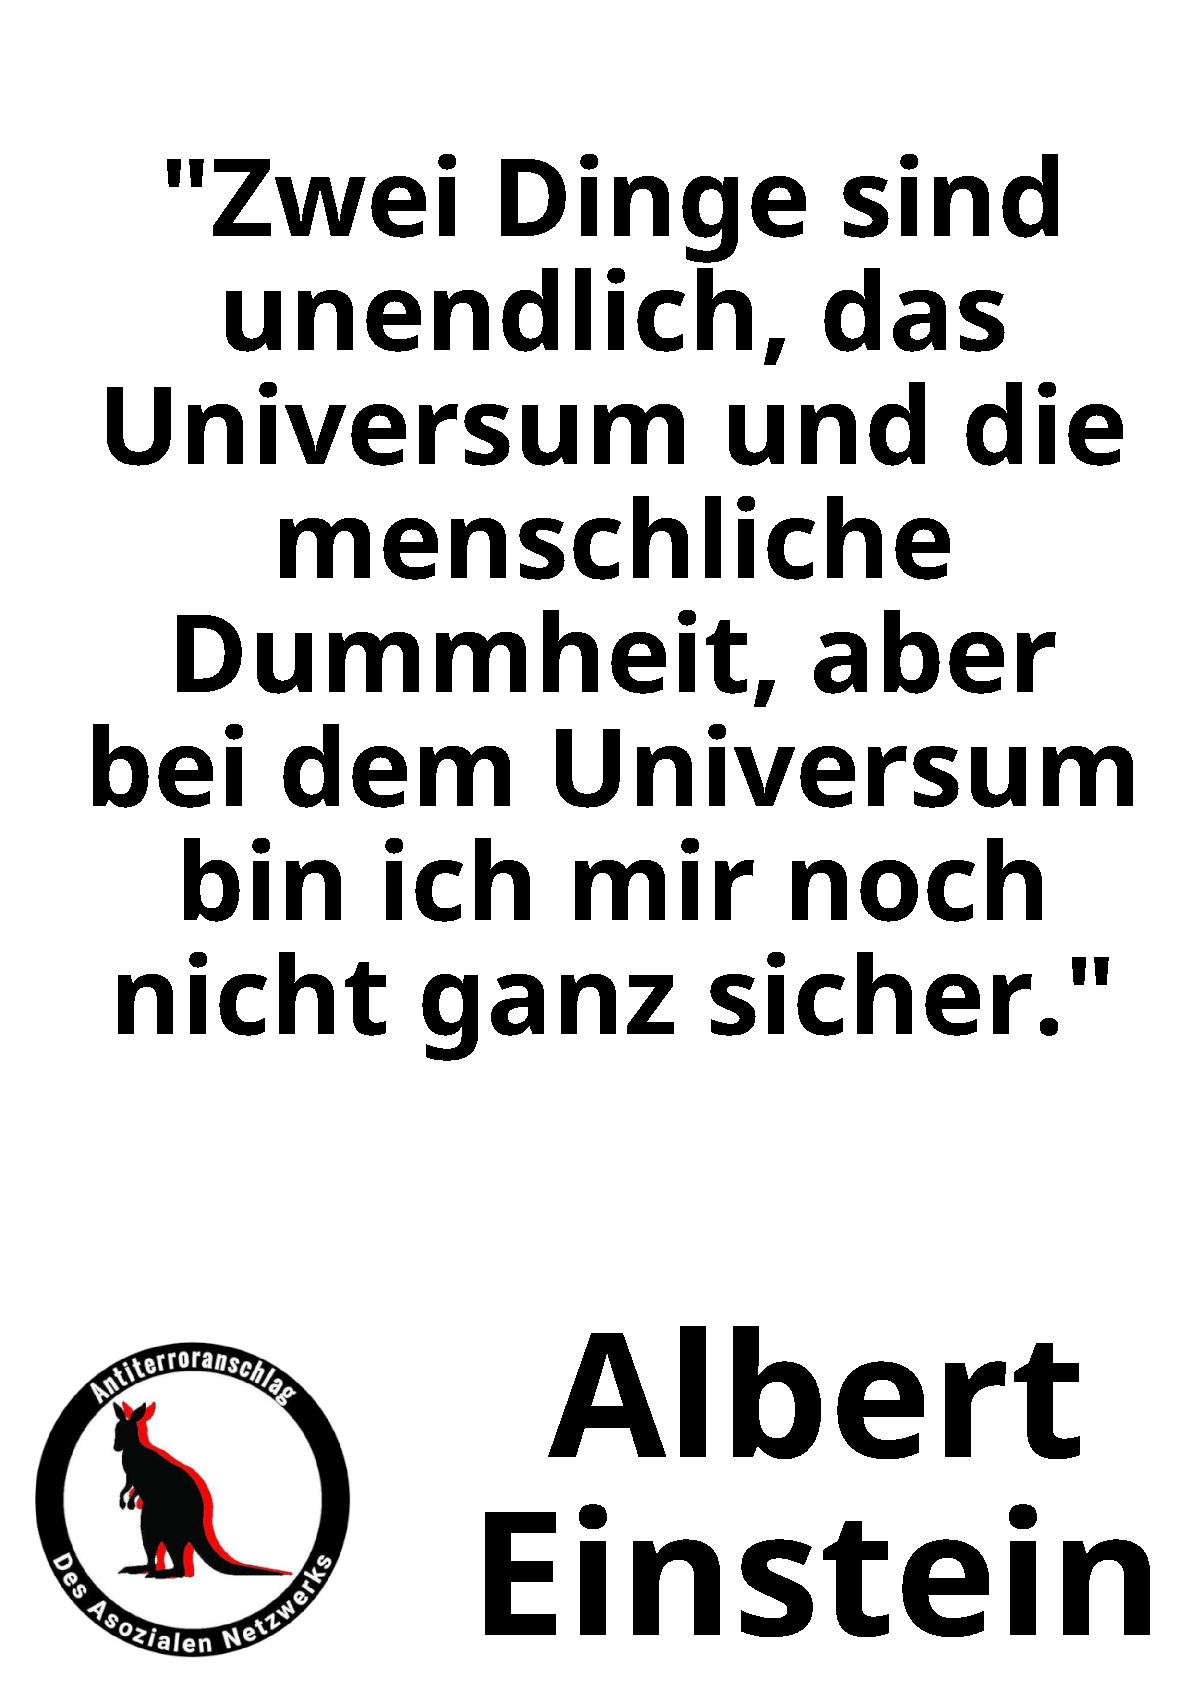 "Zwei Dinge sind
unendlich, das
Universum und die
menschliche
Dummheit, aber
bei dem Universum
bin ich mir noch
nicht ganz sicher."
Albert
Einstein
Antiterroranschlag
Des Asozialen Netzwerks